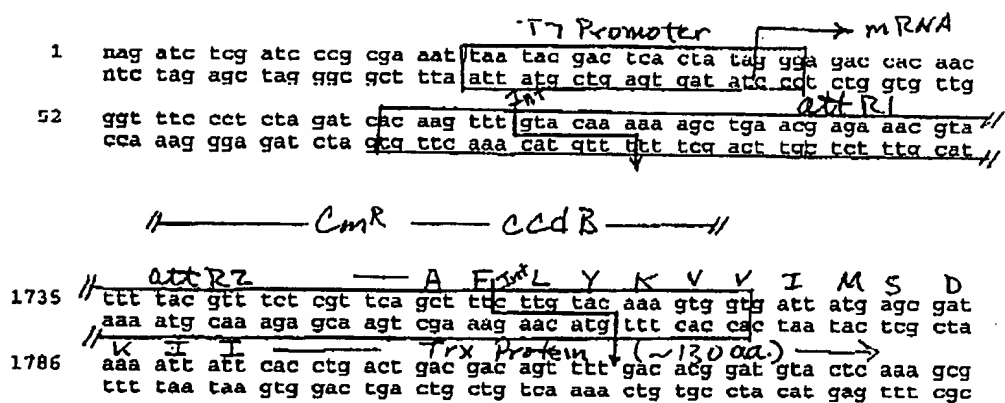 T7 Promoter mRNA
1 nag atc tcg atc ccg cga aat taa tac gac tca cta tag gga gac cac aac
ntc tag agc tag ggc gct tta att atg ctg agt gat atc cct ctg gtg ttg
Int attR1
52 ggt ttc cct cta gat cac aag ttt gta caa aaa agc tga acg aga aac gta
cca aag gga gat cta gtg ttc aaa cat gtt ttt tcg act tgc tct ttg cat
CmR ccdB
attR2 A F Int L Y K V V I M S D
1735 ttt tac gtt tct cgt tca gct ttc ttg tac aaa gtg gtg att atg agc gat
aaa atg caa aga gca agt cga aag aac atg ttt cac cac taa tac tcg cta
K I I Trx Protein (~130 aa.)
1786 aaa att att cac ctg act gac gac agt ttt gac acg gat gta ctc aaa gcg
ttt taa taa gtg gac tga ctg ctg tca aaa ctg tgc cta cat gag ttt cgc